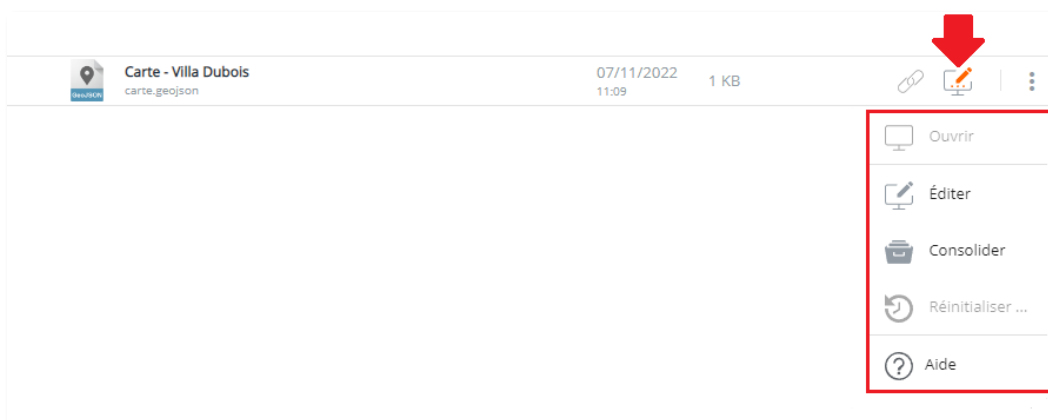 Carte - Villa Dubois
carte.geojson
GeoJSON
07/11/2022
11:09
1 KB
Ouvrir
Éditer
Consolider
Réinitialiser ...
Aide